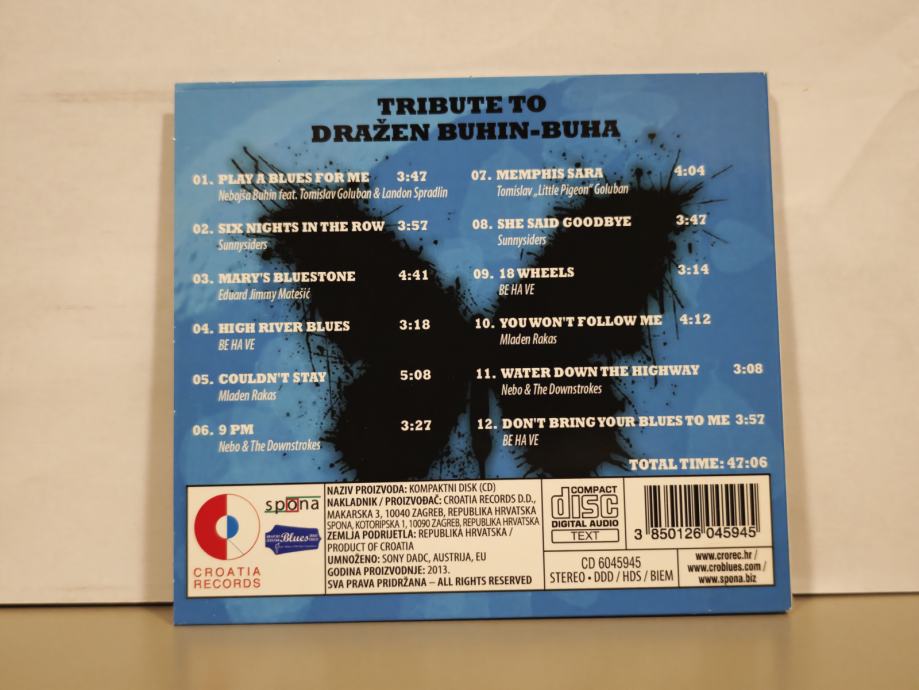 TRIBUTE TO
DRAŽEN BUHIN-BUHA
01. PLAY A BLUES FOR ME 3:47
Nebojša Buhin feat. Tomislav Goluban & Landon Spradlin
02. SIX NIGHTS IN THE ROW 3:57
Sunnysiders
03. MARY'S BLUESTONE 4:41
Eduard Jimmy Matešić
04. HIGH RIVER BLUES 3:18
BE HA VE
05. COULDN'T STAY 5:08
Mladen Rakas
06. 9 PM 3:27
Nebo & The Downstrokes
07. MEMPHIS SARA 4:04
Tomislav „Little Pigeon“ Goluban
08. SHE SAID GOODBYE 3:47
Sunnysiders
09. 18 WHEELS 3:14
BE HA VE
10. YOU WON'T FOLLOW ME 4:12
Mladen Rakas
11. WATER DOWN THE HIGHWAY 3:08
Nebo & The Downstrokes
12. DON'T BRING YOUR BLUES TO ME 3:57
BE HA VE
TOTAL TIME: 47:06
CROATIA
RECORDS
spona
Blues
NAZIV PROIZVODA: KOMPAKTNI DISK (CD)
NAKLADNIK / PROIZVOĐAČ: CROATIA RECORDS D.D.,
MAKARSKA 3, 10040 ZAGREB, REPUBLIKA HRVATSKA
SPONA, KOTORIPSKA 1, 10090 ZAGREB, REPUBLIKA HRVATSKA
ZEMLJA PODRIJETLA: REPUBLIKA HRVATSKA /
PRODUCT OF CROATIA
UMNOŽENO: SONY DADC, AUSTRIJA, EU
GODINA PROIZVODNJE: 2013.
SVA PRAVA PRIDRŽANA – ALL RIGHTS RESERVED
COMPACT
disc
DIGITAL AUDIO
TEXT
3 850126 045945
CD 6045945
STEREO • DDD / HDS / BIEM
www.crorec.hr /
www.croblues.com /
www.spona.biz